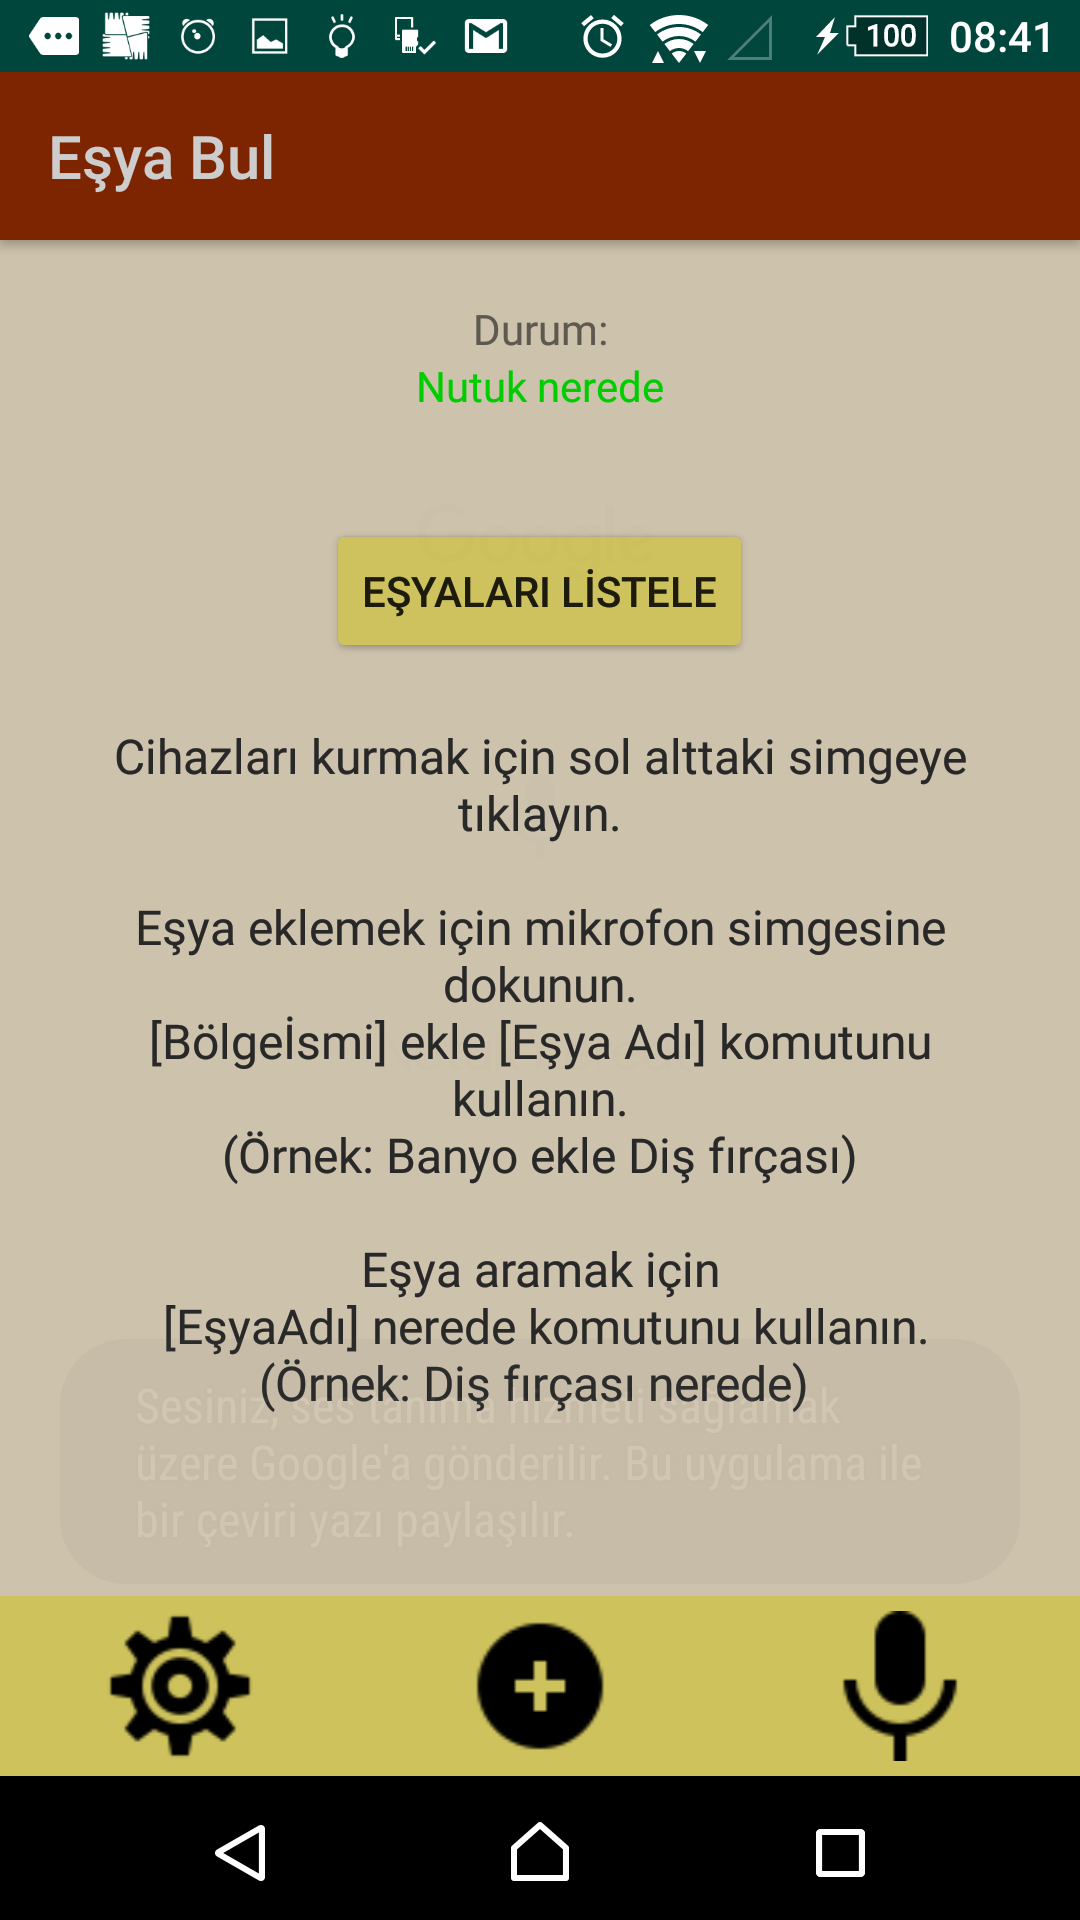 100 08:41
Eşya Bul
Durum:
Nutuk nerede
Google
EŞYALARI LİSTELE
Cihazları kurmak için sol alttaki simgeye
tıklayın.
Eşya eklemek için mikrofon simgesine
dokunun.
[Bölgeİsmi] ekle [Eşya Adı] komutunu
kullanın.
(Örnek: Banyo ekle Diş fırçası)
Eşya aramak için
[EşyaAdı] nerede komutunu kullanın.
(Örnek: Diş fırçası nerede)
Sesiniz, ses tanıma hizmeti sağlamak
üzere Google'a gönderilir. Bu uygulama ile
bir çeviri yazı paylaşılır.